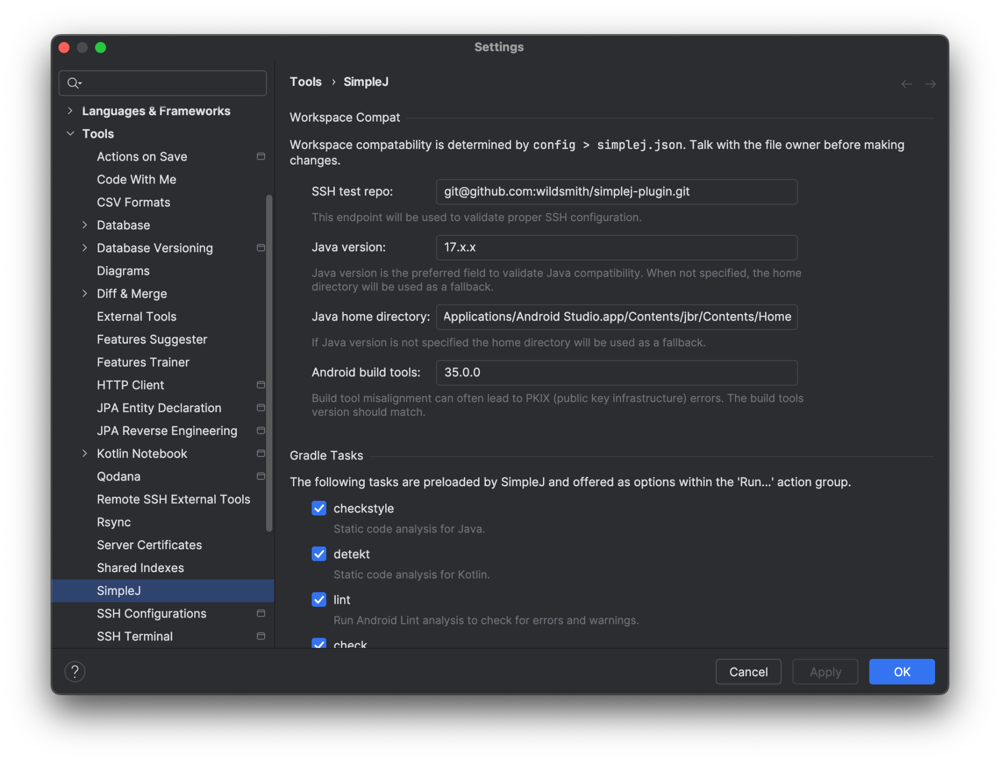 Settings
Languages & Frameworks
Tools
Actions on Save
Code With Me
CSV Formats
Database
Database Versioning
Diagrams
Diff & Merge
External Tools
Features Suggester
Features Trainer
HTTP Client
JPA Entity Declaration
JPA Reverse Engineering
Kotlin Notebook
Qodana
Remote SSH External Tools
Rsync
Server Certificates
Shared Indexes
SimpleJ
SSH Configurations
SSH Terminal
Tools › SimpleJ
Workspace Compat
Workspace compatability is determined by config > simplej.json. Talk with the file owner before making
changes.
SSH test repo: git@github.com:wildsmith/simplej-plugin.git
This endpoint will be used to validate proper SSH configuration.
Java version: 17.x.x
Java version is the preferred field to validate Java compatibility. When not specified, the home
directory will be used as a fallback.
Java home directory: Applications/Android Studio.app/Contents/jbr/Contents/Home
If Java version is not specified the home directory will be used as a fallback.
Android build tools: 35.0.0
Build tool misalignment can often lead to PKIX (public key infrastructure) errors. The build tools
version should match.
Gradle Tasks
The following tasks are preloaded by SimpleJ and offered as options within the 'Run...' action group.
checkstyle
Static code analysis for Java.
detekt
Static code analysis for Kotlin.
lint
Run Android Lint analysis to check for errors and warnings.
check
?
Cancel
Apply
OK